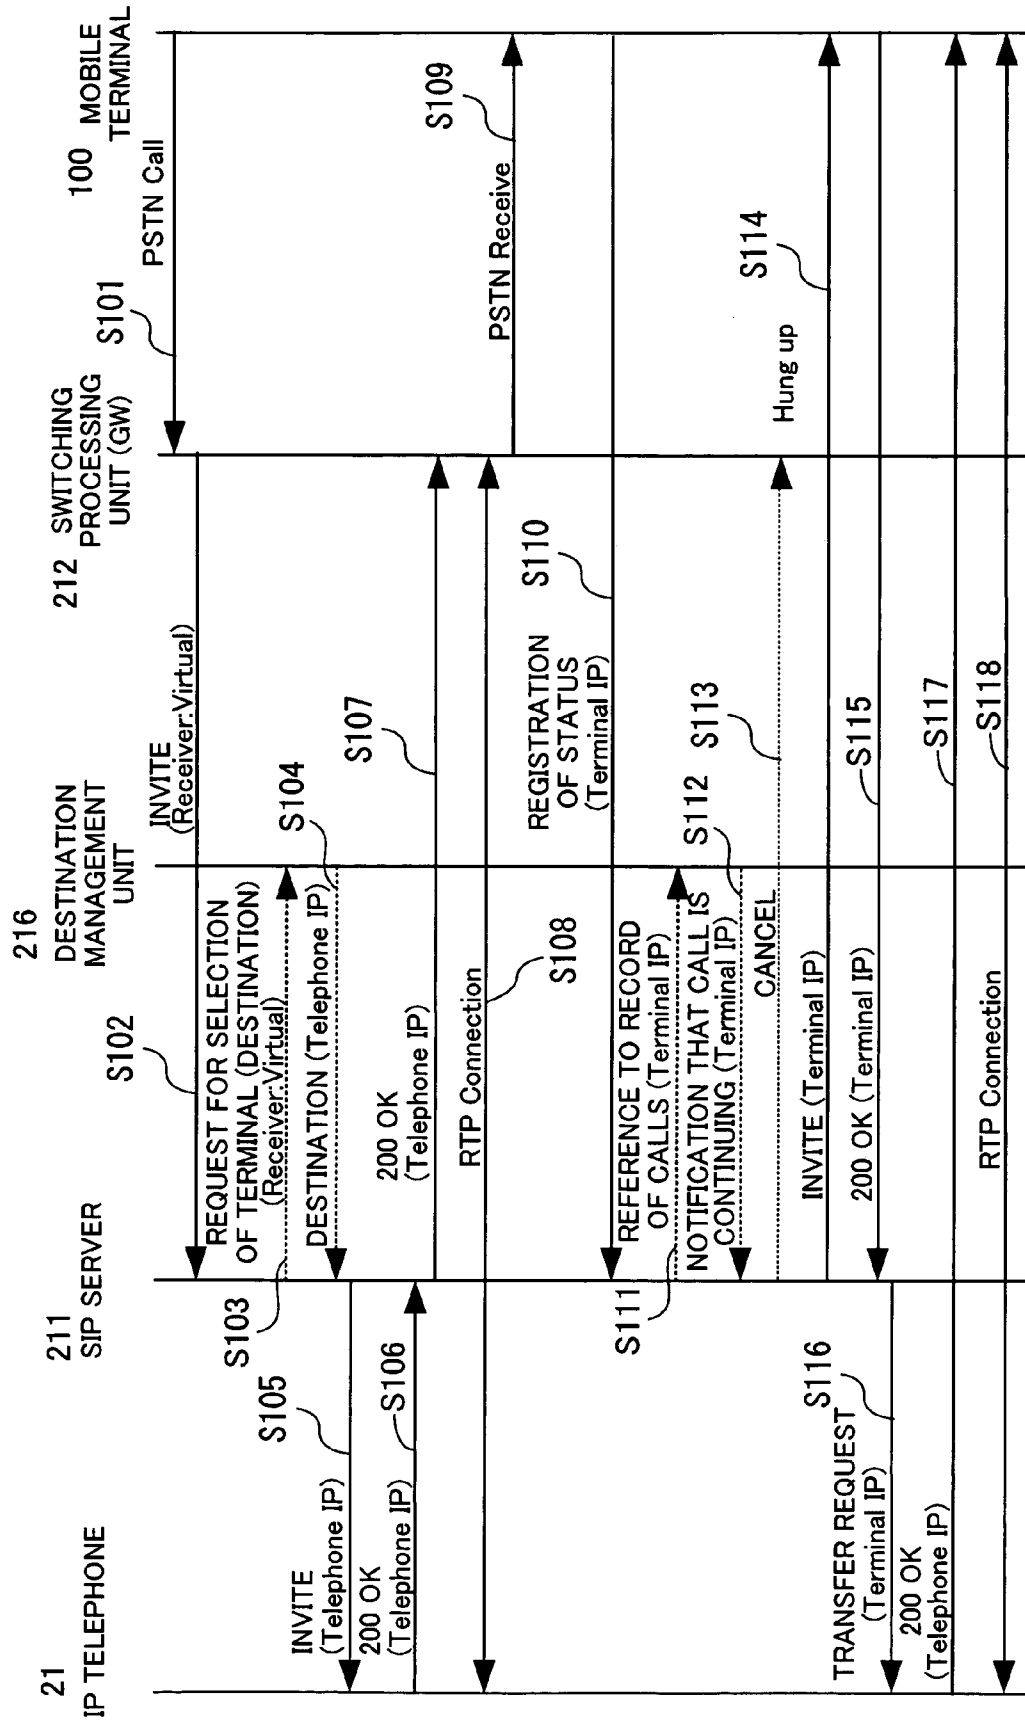 21
IP TELEPHONE
211
SIP SERVER
216
DESTINATION
MANAGEMENT
UNIT
212 SWITCHING
PROCESSING
UNIT (GW)
100 MOBILE
TERMINAL
PSTN Call
S101
INVITE
(Receiver:Virtual)
S102
REQUEST FOR SELECTION
OF TERMINAL (DESTINATION)
(Receiver:Virtual)
S103
DESTINATION (Telephone IP)
S104
INVITE
(Telephone IP)
S105
200 OK
(Telephone IP)
S106
200 OK
(Telephone IP)
S107
RTP Connection
S108
PSTN Receive
S109
REGISTRATION
OF STATUS
(Terminal IP)
S110
REFERENCE TO RECORD
OF CALLS (Terminal IP)
S111
NOTIFICATION THAT CALL IS
CONTINUING (Terminal IP)
S112
CANCEL
S113
Hung up
INVITE (Terminal IP)
S114
200 OK (Terminal IP)
S115
TRANSFER REQUEST
(Terminal IP)
S116
200 OK
(Telephone IP)
S117
RTP Connection
S118